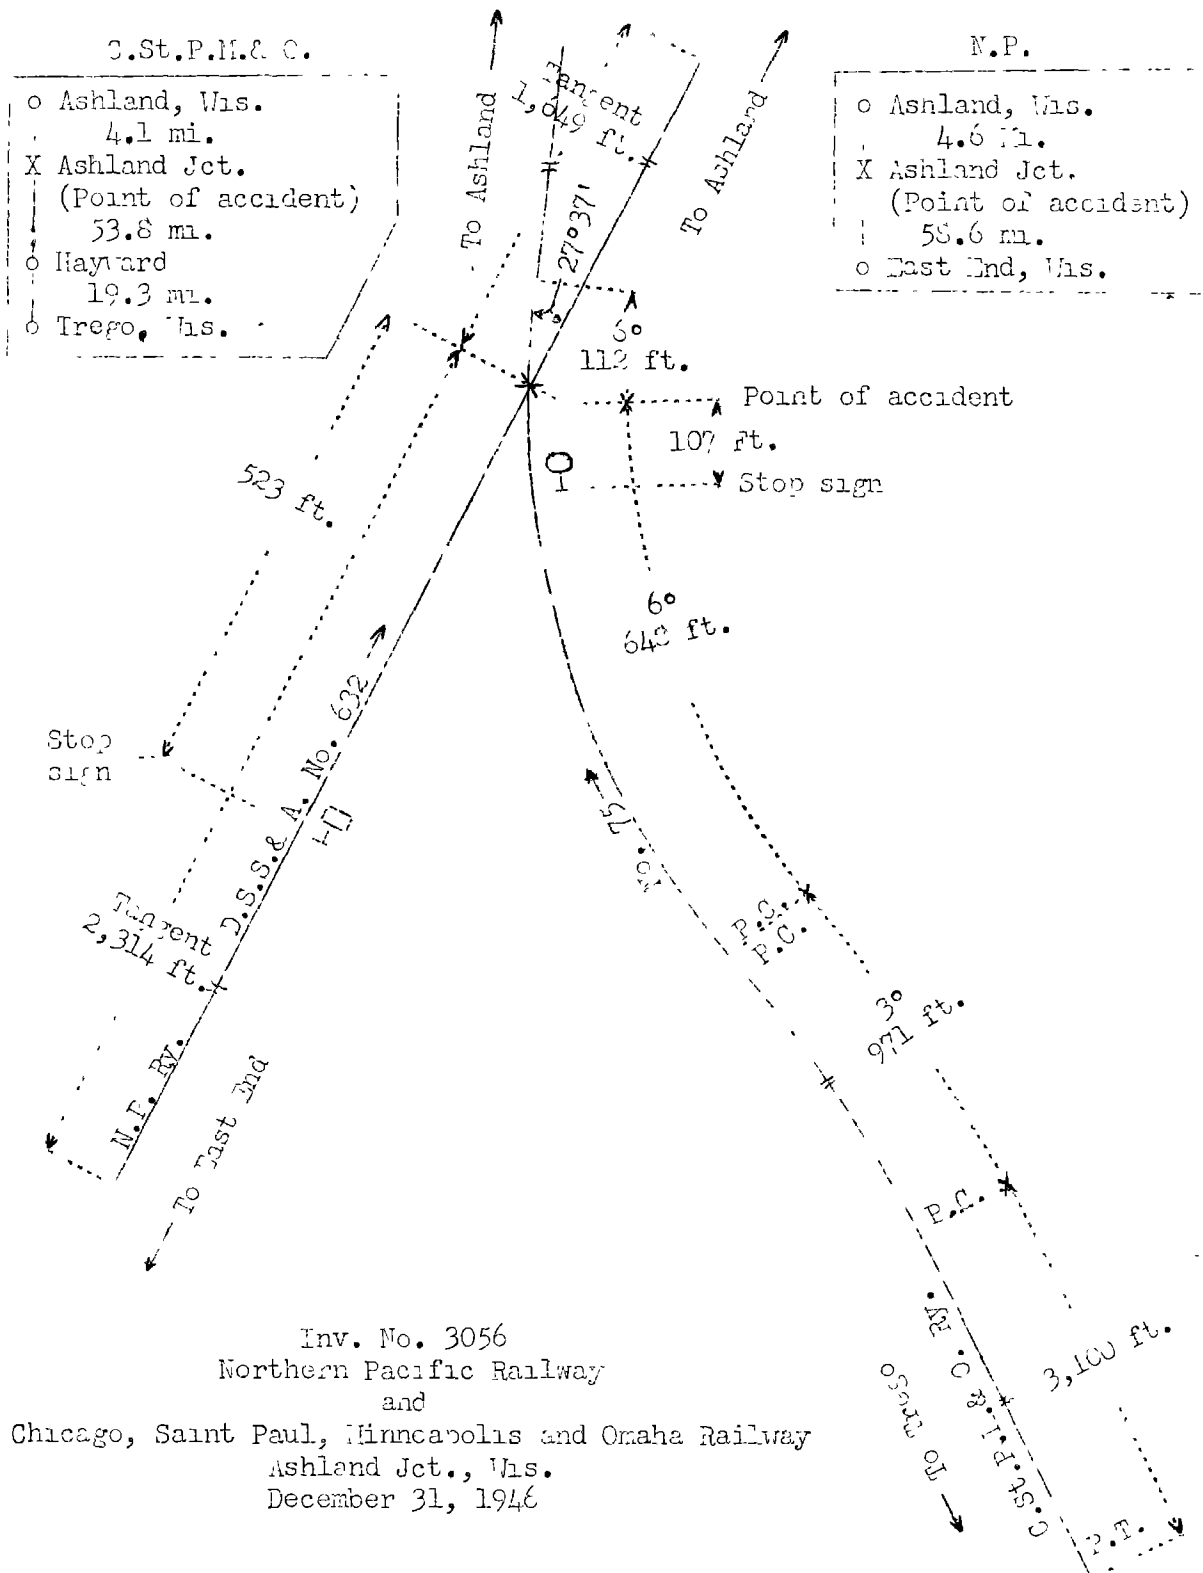 C.St.P.M.& O.
o Ashland, Wis.
4.1 mi.
X Ashland Jct.
(Point of accident)
53.8 mi.
o Hayward
19.3 mi.
o Trego, Wis.
N.P.
o Ashland, Wis.
4.6 mi.
X Ashland Jct.
(Point of accident)
58.6 mi.
o East End, Wis.
To Ashland
Tangent
1,649 ft.
To Ashland
27°37'
6°
112 ft.
Point of accident
107 Ft.
Stop sign
523 ft.
6°
648 ft.
Stop
sign
D.S.S.& A. No. 632
No. 75
Tangent
2,314 ft.
P.C.
P.C.
3°
971 ft.
N.P. Ry.
To East End
P.C.
3,100 ft.
C.St.P.M.& O. Ry.
To Trego
P.T.
Inv. No. 3056
Northern Pacific Railway
and
Chicago, Saint Paul, Minneapolis and Omaha Railway
Ashland Jct., Wis.
December 31, 1946